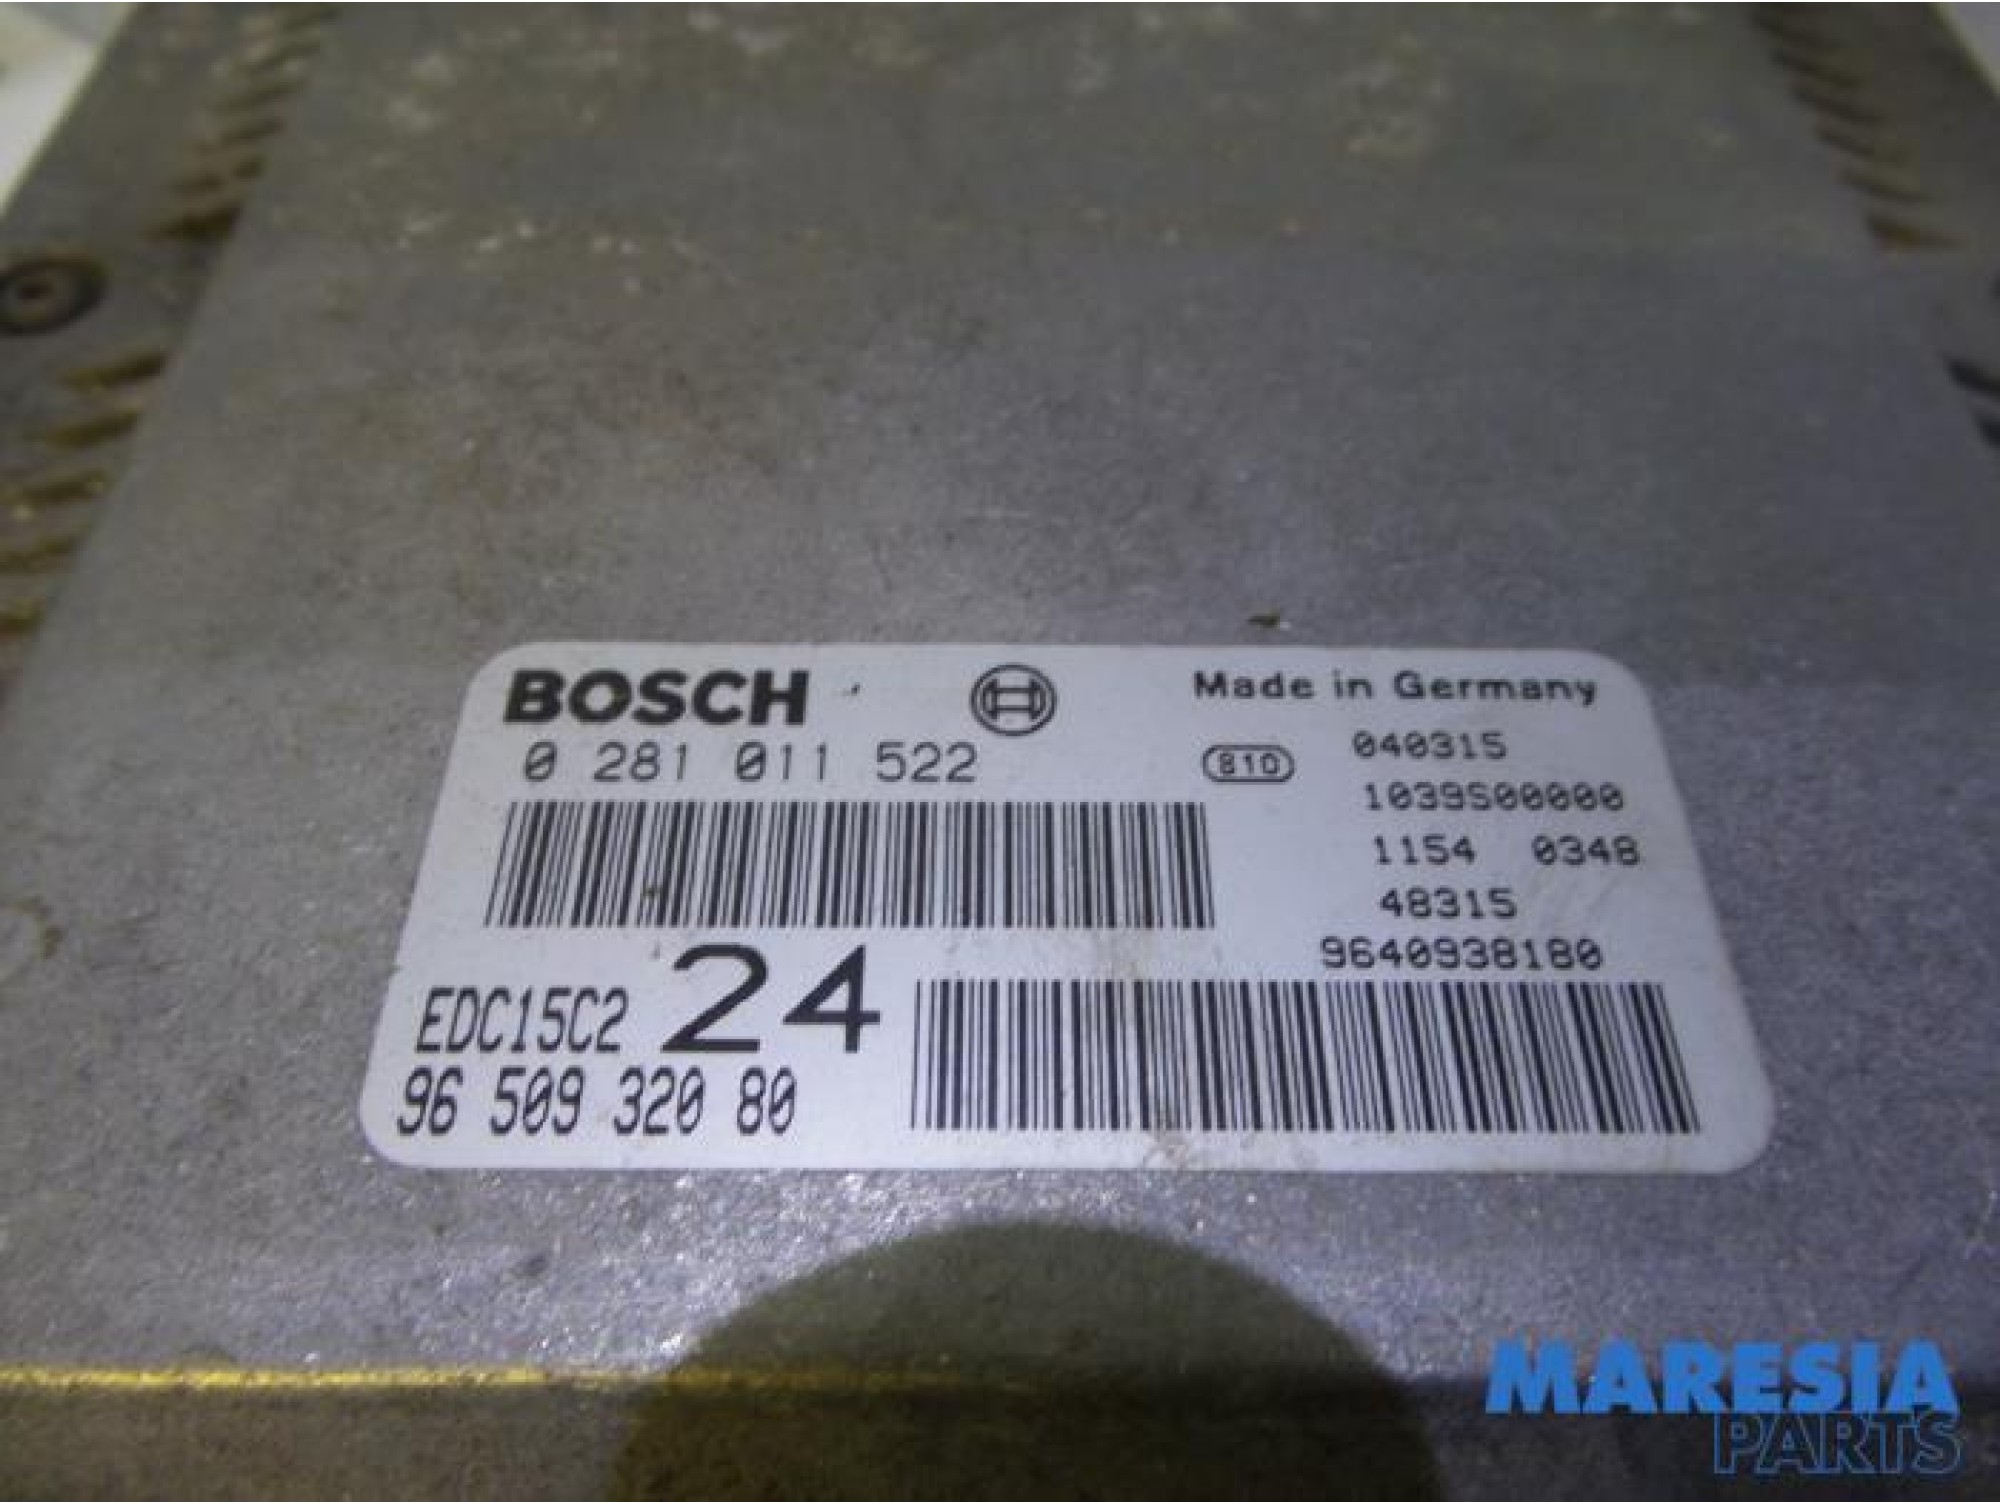 BOSCH
Made in Germany
0 281 011 522
810
040315
1039S00000
1154 0348
48315
9640938180
EDC15C2 24
96 509 320 80
MARESIA
PARTS